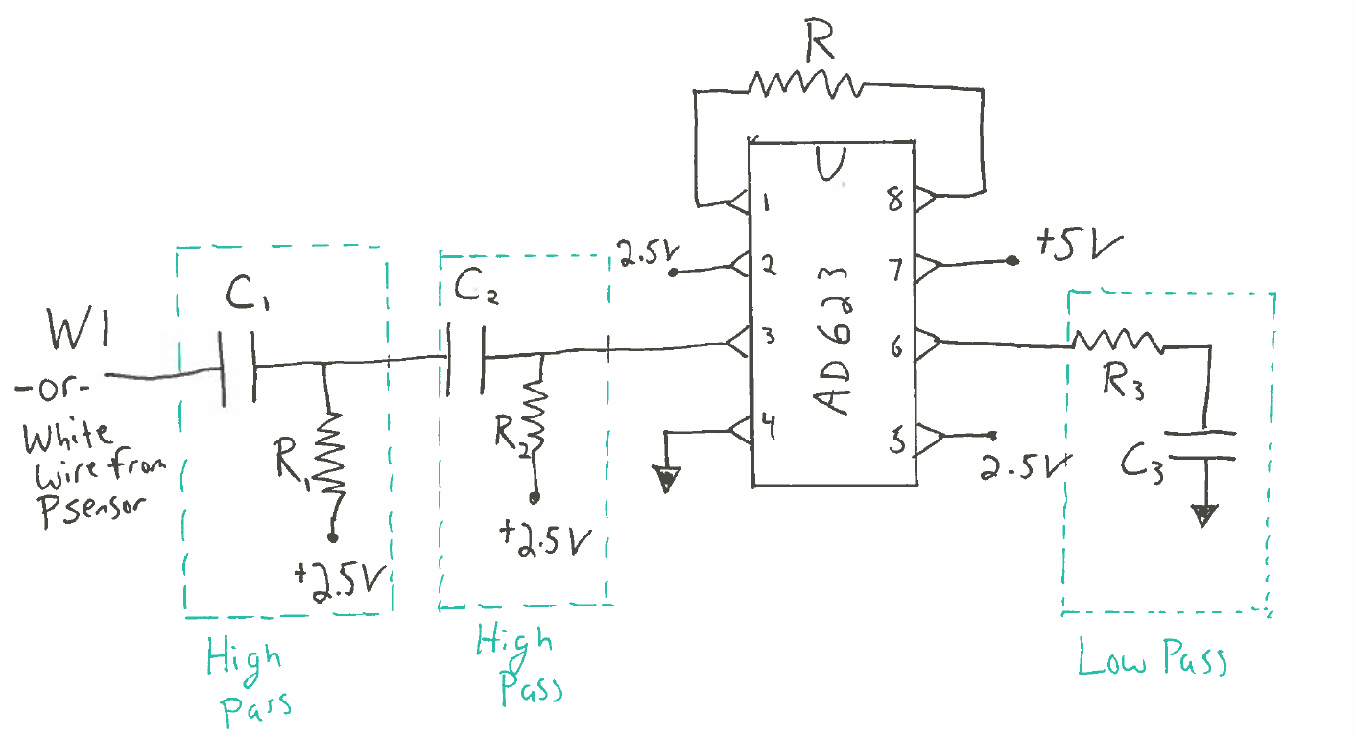 R
U
1
8
2.5V
2
7
+5V
AD623
C1
C2
W1
-or-
White
Wire from
Psensor
3
6
R3
R1
R2
4
5
2.5V
C3
+2.5V
+2.5V
High
Pass
High
Pass
Low Pass